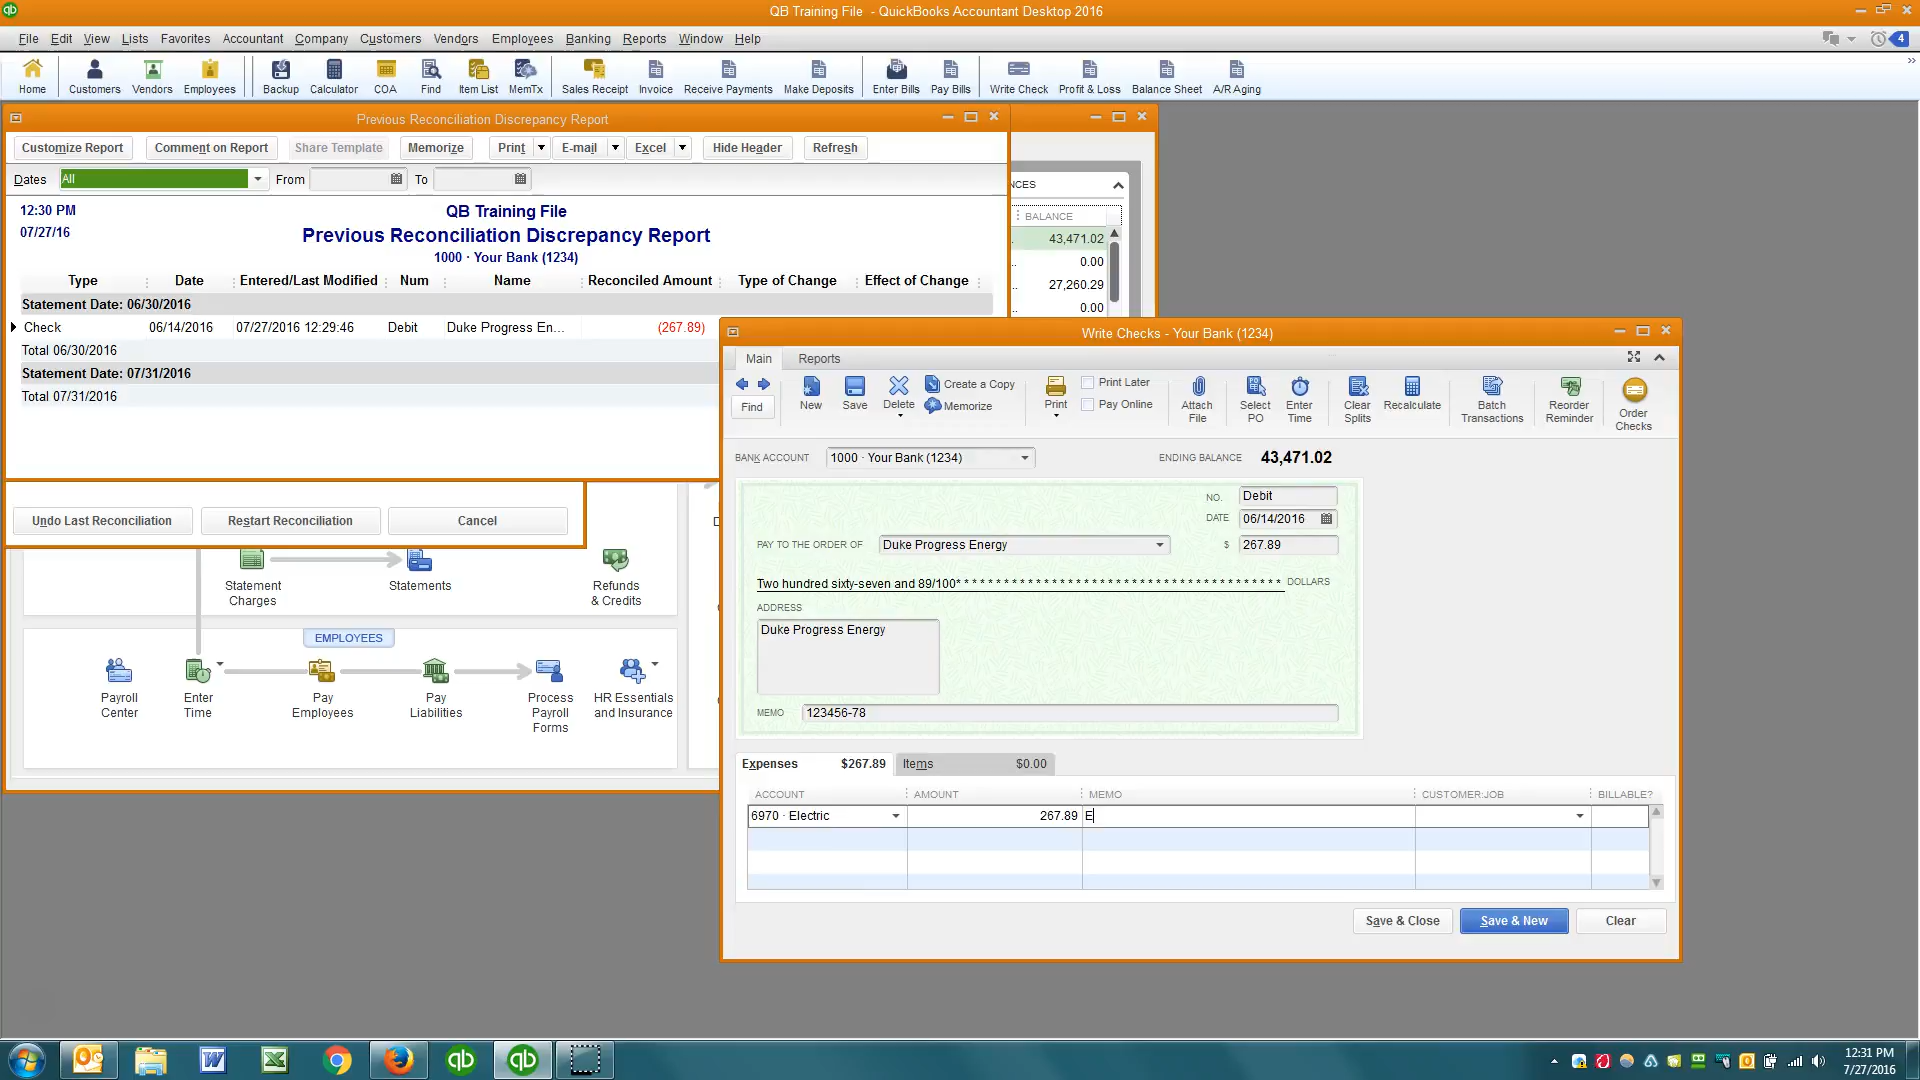 QB Training File - QuickBooks Accountant Desktop 2016
File Edit View Lists Favorites Accountant Company Customers Vendors Employees Banking Reports Window Help
4
Home Customers Vendors Employees Backup Calculator COA Find Item List MemTx Sales Receipt Invoice Receive Payments Make Deposits Enter Bills Pay Bills Write Check Profit & Loss Balance Sheet A/R Aging
Previous Reconciliation Discrepancy Report
Customize Report Comment on Report Share Template Memorize Print E-mail Excel Hide Header Refresh
Dates All From To
12:30 PM
07/27/16
QB Training File
Previous Reconciliation Discrepancy Report
1000 · Your Bank (1234)
Type Date Entered/Last Modified Num Name Reconciled Amount Type of Change Effect of Change
Statement Date: 06/30/2016
Check 06/14/2016 07/27/2016 12:29:46 Debit Duke Progress En... (267.89)
Total 06/30/2016
Statement Date: 07/31/2016
Total 07/31/2016
NCES
BALANCE
43,471.02
.. 0.00
.. 27,260.29
.. 0.00
Undo Last Reconciliation Restart Reconciliation Cancel
Statement Charges
Statements
Refunds & Credits
EMPLOYEES
Payroll Center
Enter Time
Pay Employees
Pay Liabilities
Process Payroll Forms
HR Essentials and Insurance
Write Checks - Your Bank (1234)
Main Reports
Find New Save Delete Create a Copy Memorize Print Print Later Pay Online Attach File Select PO Enter Time Clear Splits Recalculate Batch Transactions Reorder Reminder Order Checks
BANK ACCOUNT 1000 · Your Bank (1234) ENDING BALANCE 43,471.02
NO. Debit
DATE 06/14/2016
PAY TO THE ORDER OF Duke Progress Energy $ 267.89
Two hundred sixty-seven and 89/100* * * * * * * * * * * * * * * * * * * * * * * * * * * * * * * * * * * * * * * * * DOLLARS
ADDRESS
Duke Progress Energy
MEMO 123456-78
Expenses $267.89 Items $0.00
ACCOUNT AMOUNT MEMO CUSTOMER:JOB BILLABLE?
6970 · Electric 267.89 E
Save & Close Save & New Clear
12:31 PM
7/27/2016